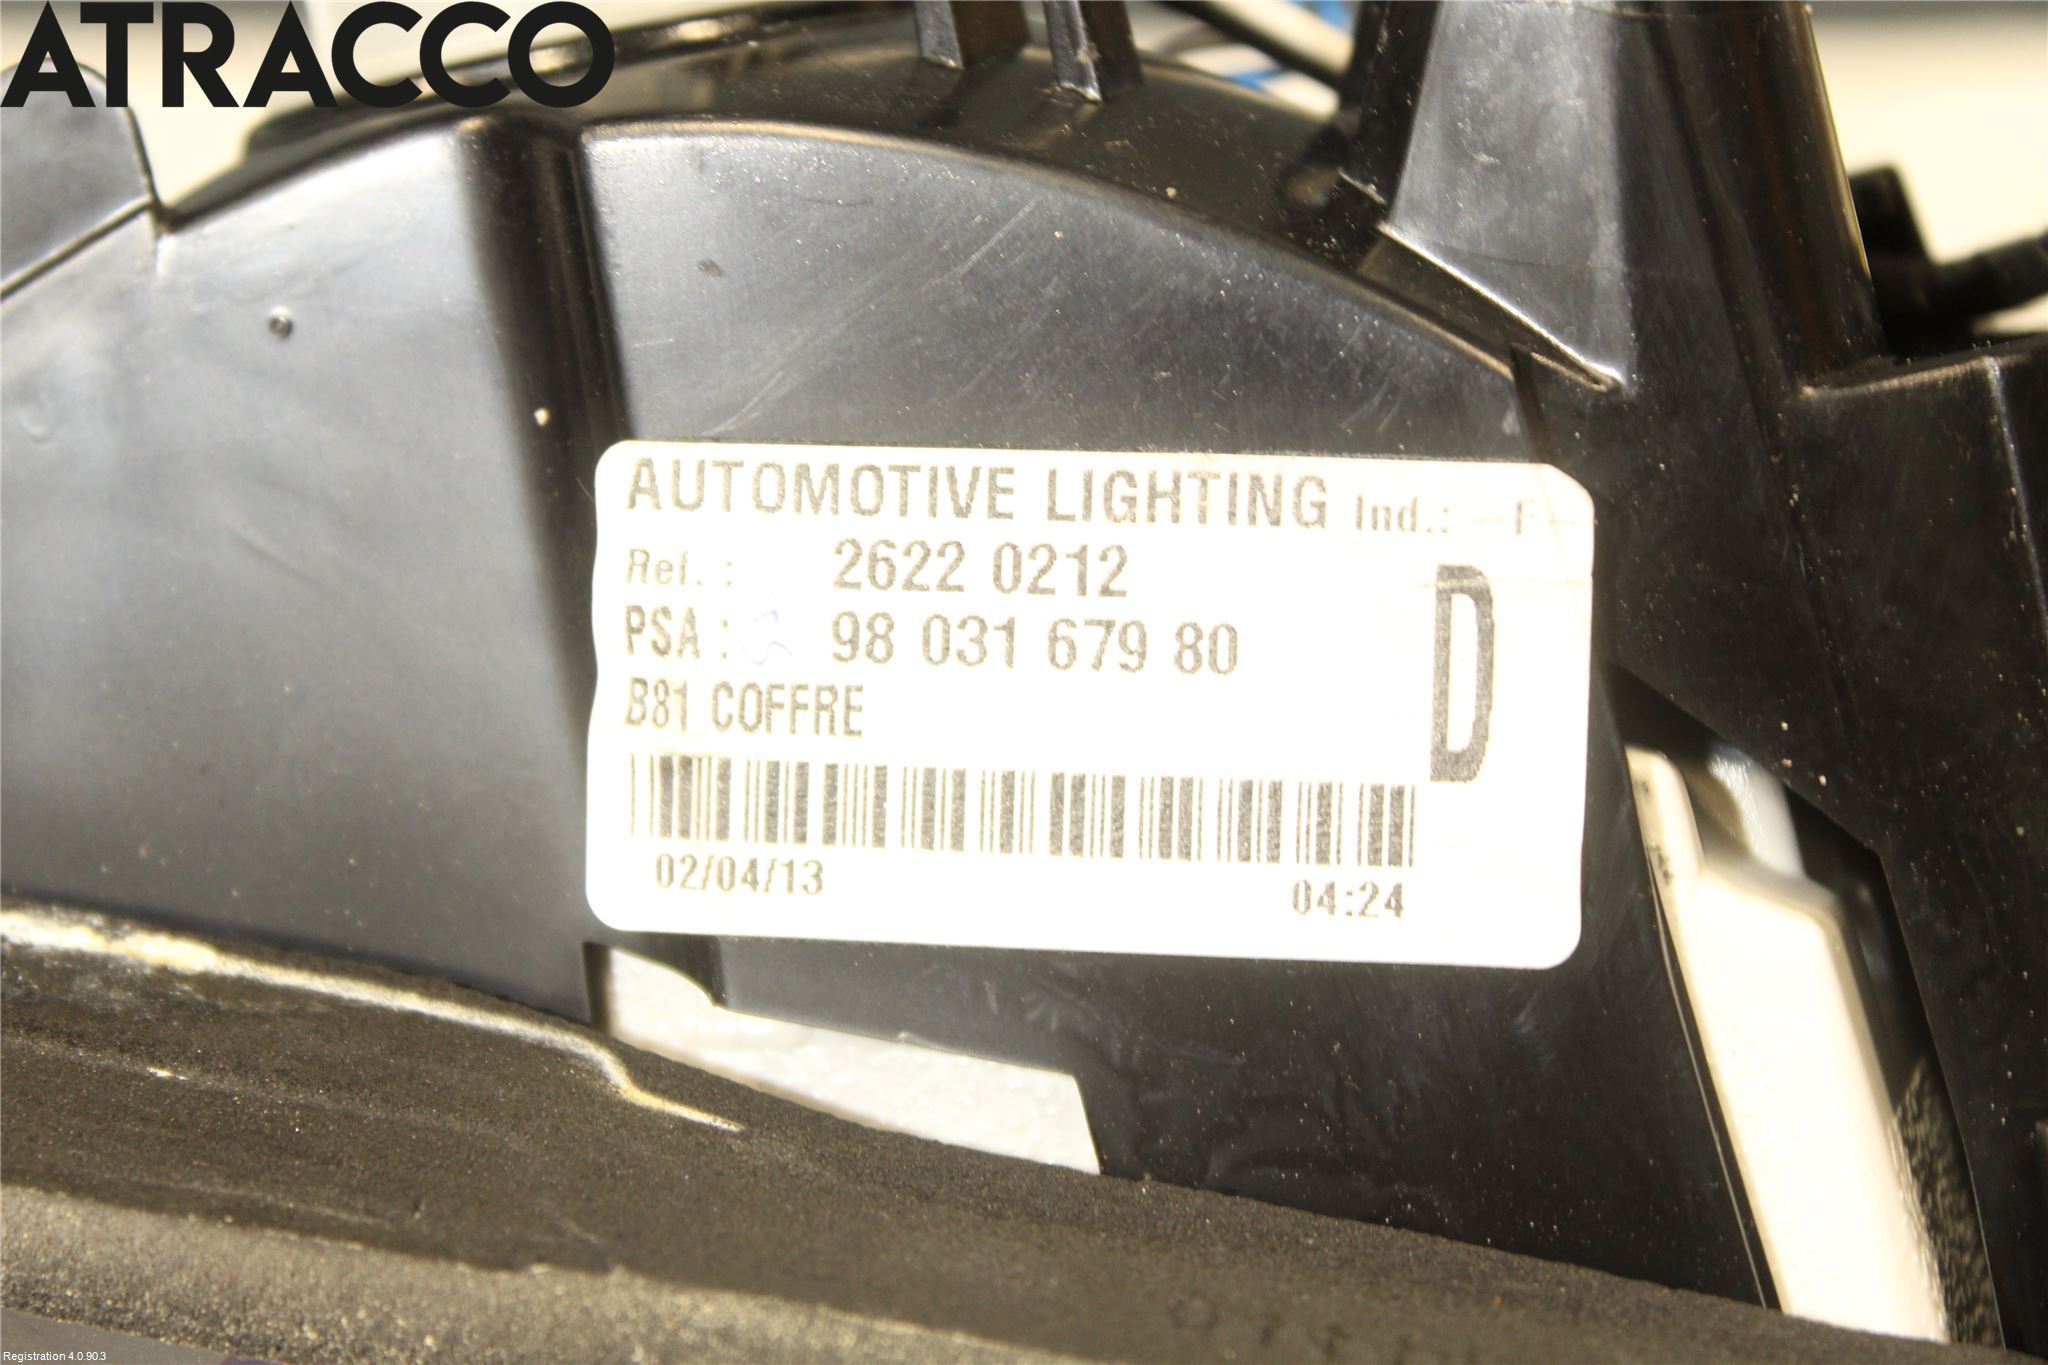 ATRACCO
AUTOMOTIVE LIGHTING Ind.: -F-
Ref. : 2622 0212
PSA : 98 031 679 80
D
B81 COFFRE
02/04/13 04:24
Registration 4.0.90.3